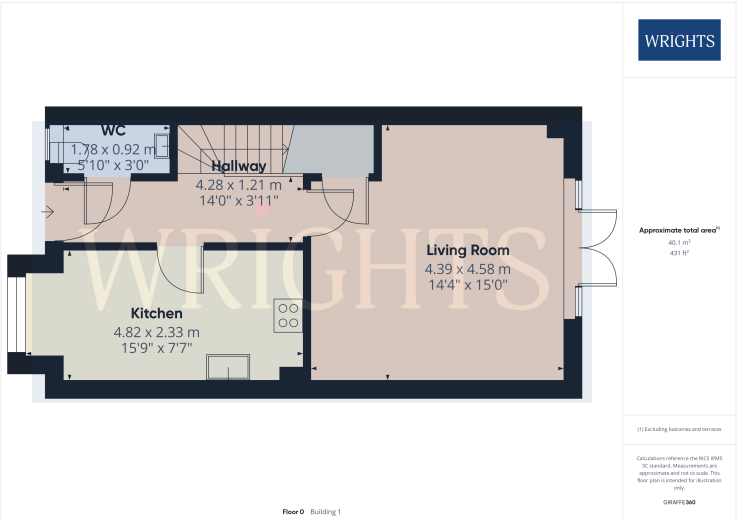 WRIGHTS
WC
1.78 x 0.92 m
5'10" x 3'0"
Hallway
4.28 x 1.21 m
14'0" x 3'11"
WRIGHTS
Living Room
4.39 x 4.58 m
14'4" x 15'0"
Kitchen
4.82 x 2.33 m
15'9" x 7'7"
Approximate total area(1)
40.1 m²
431 ft²
(1) Excluding balconies and terraces
Calculations reference the RICS IPMS
3C standard. Measurements are
approximate and not to scale. This
floor plan is intended for illustration
only.
GIRAFFE360
Floor 0 Building 1